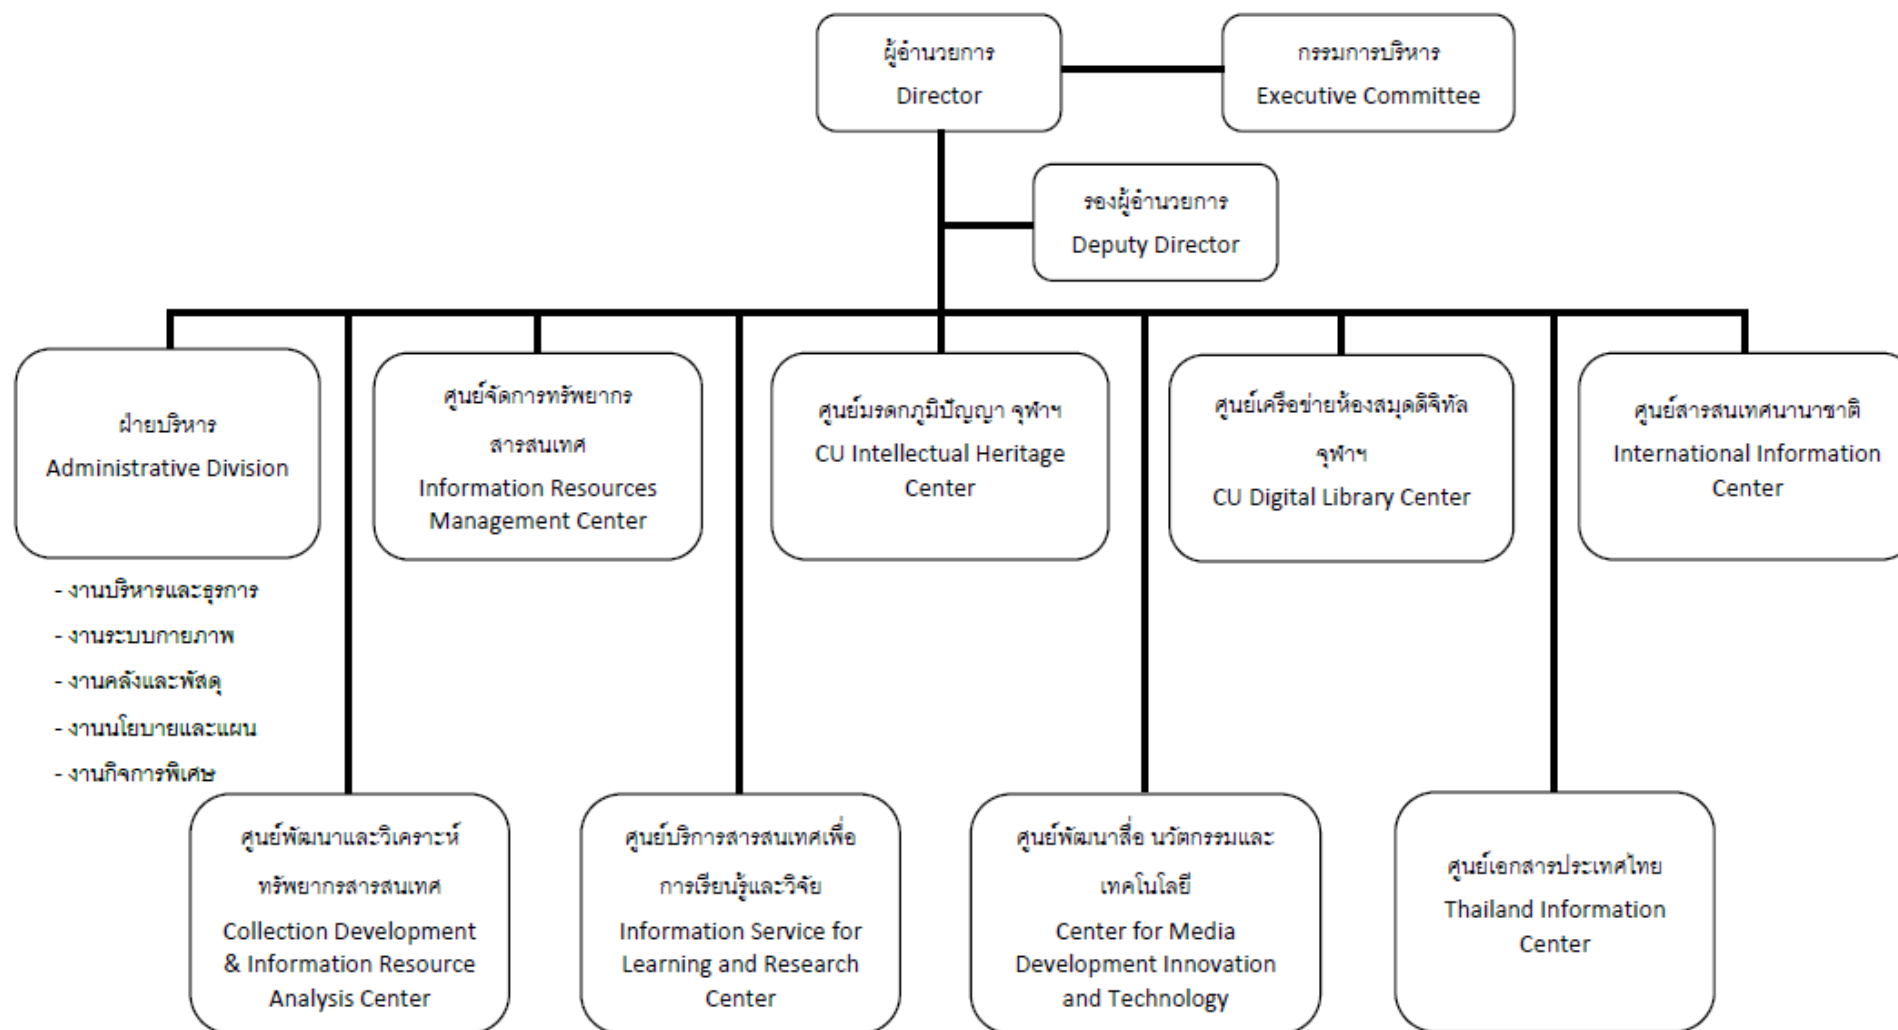 ผู้อำนวยการ
Director
กรรมการบริหาร
Executive Committee
รองผู้อำนวยการ
Deputy Director
ฝ่ายบริหาร
Administrative Division
- งานบริหารและธุรการ
- งานระบบกายภาพ
- งานคลังและพัสดุ
- งานนโยบายและแผน
- งานกิจการพิเศษ
ศูนย์จัดการทรัพยากร
สารสนเทศ
Information Resources
Management Center
ศูนย์มรดกภูมิปัญญา จุฬาฯ
CU Intellectual Heritage
Center
ศูนย์เครือข่ายห้องสมุดดิจิทัล
จุฬาฯ
CU Digital Library Center
ศูนย์สารสนเทศนานาชาติ
International Information
Center
ศูนย์พัฒนาและวิเคราะห์
ทรัพยากรสารสนเทศ
Collection Development
& Information Resource
Analysis Center
ศูนย์บริการสารสนเทศเพื่อ
การเรียนรู้และวิจัย
Information Service for
Learning and Research
Center
ศูนย์พัฒนาสื่อ นวัตกรรมและ
เทคโนโลยี
Center for Media
Development Innovation
and Technology
ศูนย์เอกสารประเทศไทย
Thailand Information
Center